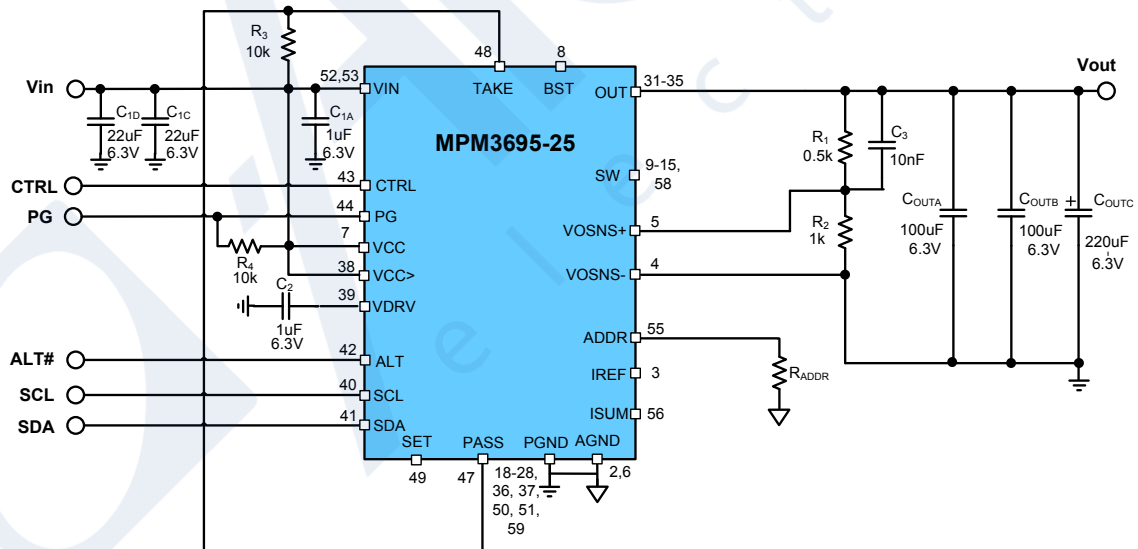 R3
10k
48
8
52,53
31-35
Vout
Vin
VIN
TAKE
BST
OUT
C1D
22uF
6.3V
C1C
22uF
6.3V
C1A
1uF
6.3V
MPM3695-25
R1
0.5k
C3
10nF
43
CTRL
CTRL
SW
9-15,
58
44
PG
PG
5
VOSNS+
R2
1k
COUTA
100uF
6.3V
COUTB
100uF
6.3V
+
COUTC
220uF
6.3V
7
VCC
R4
10k
38
VCC>
4
VOSNS-
C2
1uF
6.3V
39
VDRV
55
ADDR
RADDR
42
ALT#
ALT
IREF
3
40
SCL
SCL
ISUM
56
41
SDA
SDA
SET
PASS
PGND
AGND
49
47
18-28,
36, 37,
50, 51,
59
2,6
e l e c t